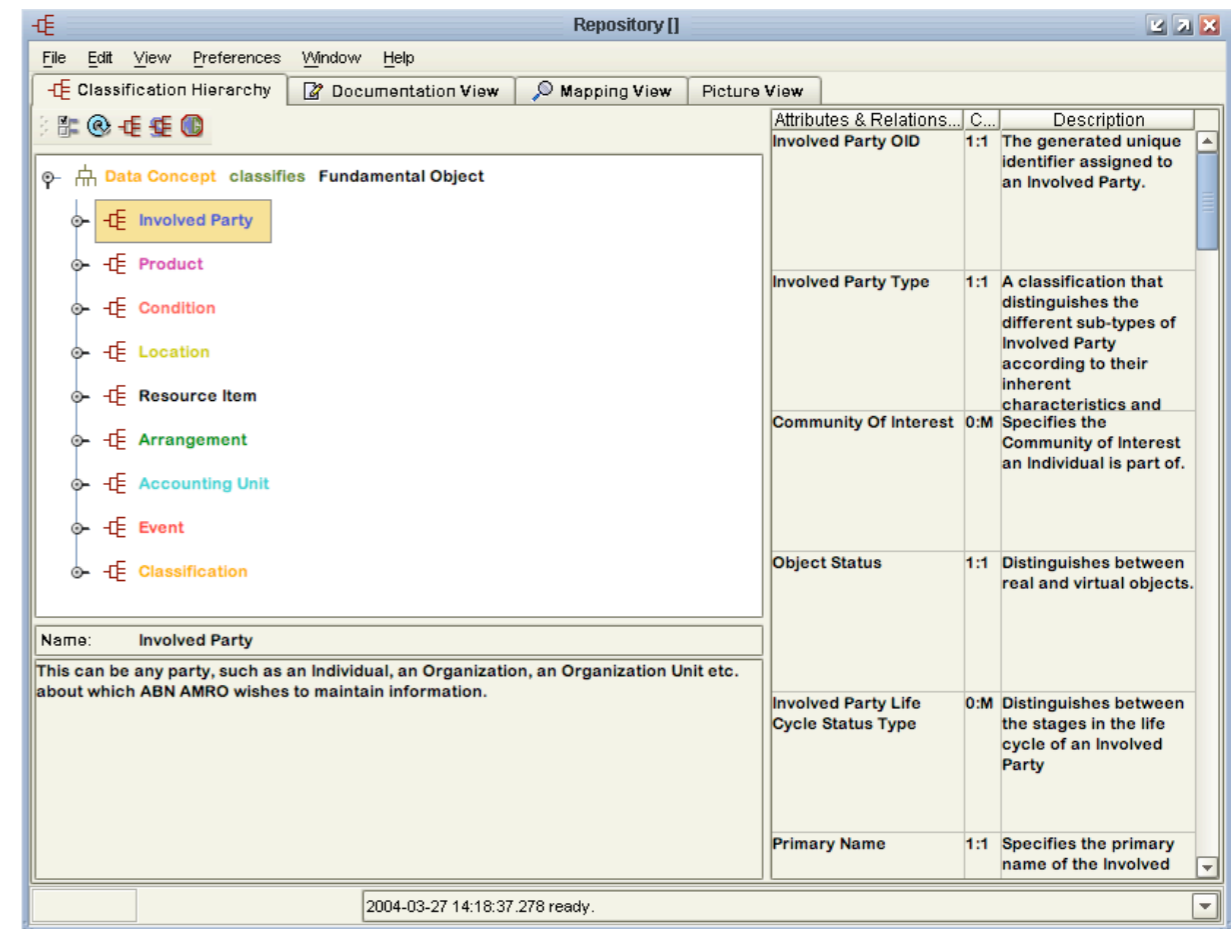 Repository []
File Edit View Preferences Window Help
Classification Hierarchy Documentation View Mapping View Picture View
Data Concept classifies Fundamental Object
Involved Party
Product
Condition
Location
Resource Item
Arrangement
Accounting Unit
Event
Classification
Name: Involved Party
This can be any party, such as an Individual, an Organization, an Organization Unit etc.
about which ABN AMRO wishes to maintain information.
Attributes & Relations... C... Description
Involved Party OID 1:1 The generated unique
identifier assigned to
an Involved Party.
Involved Party Type 1:1 A classification that
distinguishes the
different sub-types of
Involved Party
according to their
inherent
characteristics and
Community Of Interest 0:M Specifies the
Community of Interest
an Individual is part of.
Object Status 1:1 Distinguishes between
real and virtual objects.
Involved Party Life 0:M Distinguishes between
Cycle Status Type the stages in the life
cycle of an Involved
Party
Primary Name 1:1 Specifies the primary
name of the Involved
2004-03-27 14:18:37.278 ready.